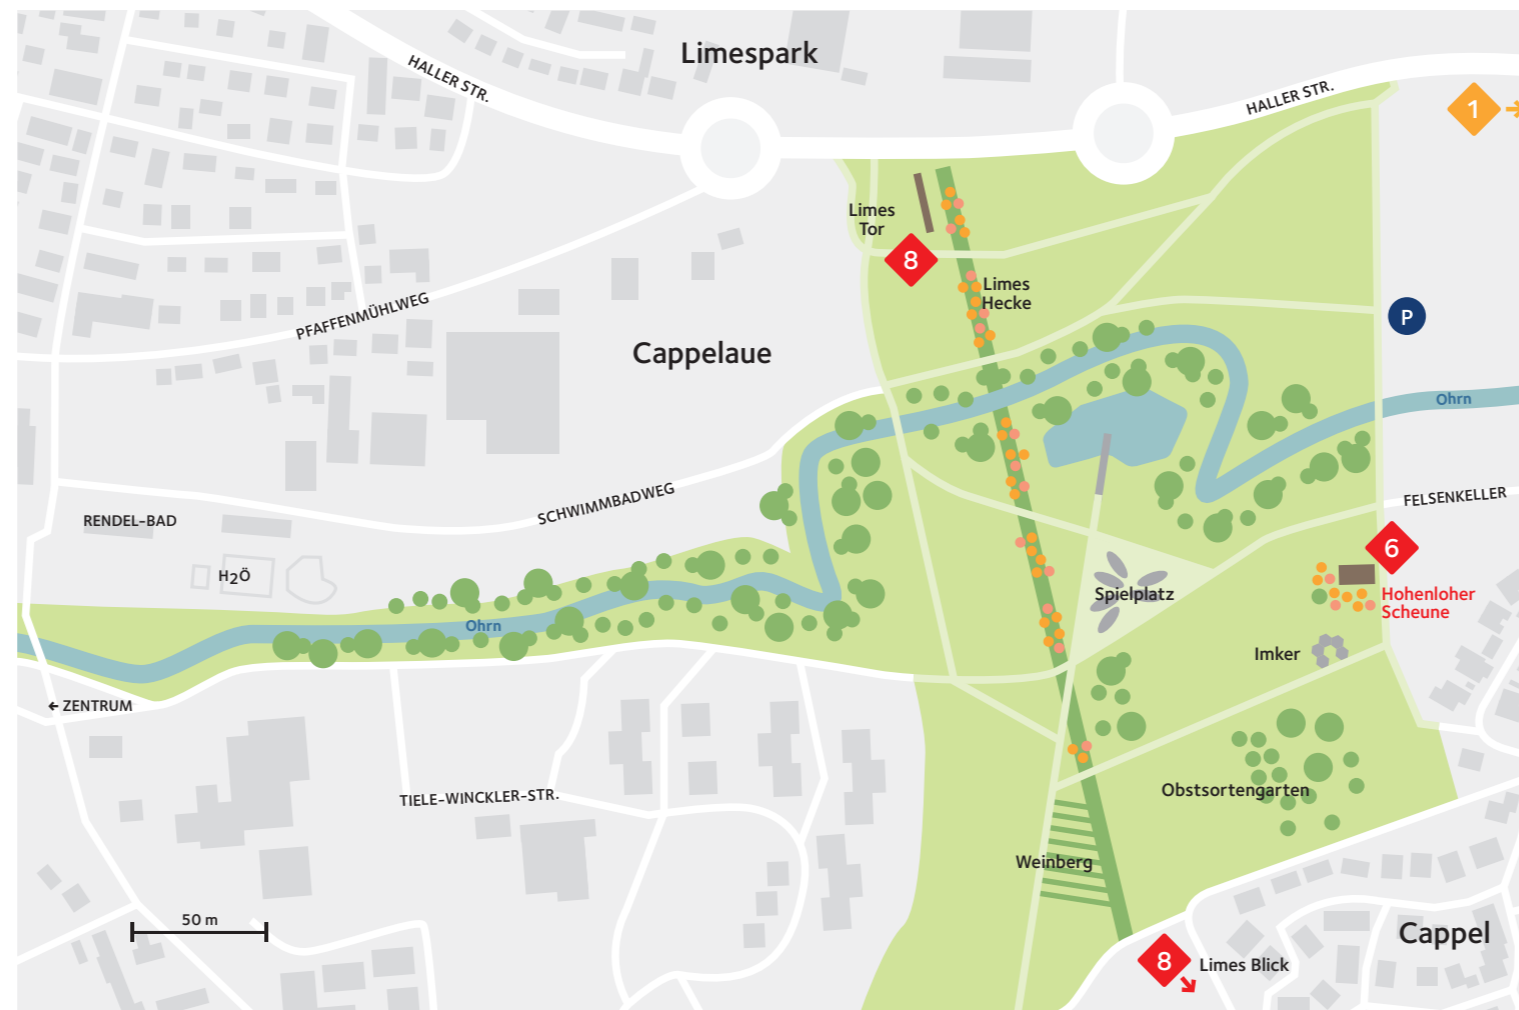 Limespark
HALLER STR.
HALLER STR.
1
Limes
Tor
8
Limes
Hecke
P
PFAFFENMÜHLWEG
Cappelaue
Ohrn
SCHWIMMBADWEG
FELSENKELLER
RENDEL-BAD
H2Ö
6
Spielplatz
Hohenloher
Scheune
Ohrn
Imker
← ZENTRUM
Obstsortengarten
TIELE-WINCKLER-STR.
Weinberg
50 m
Cappel
8
Limes Blick